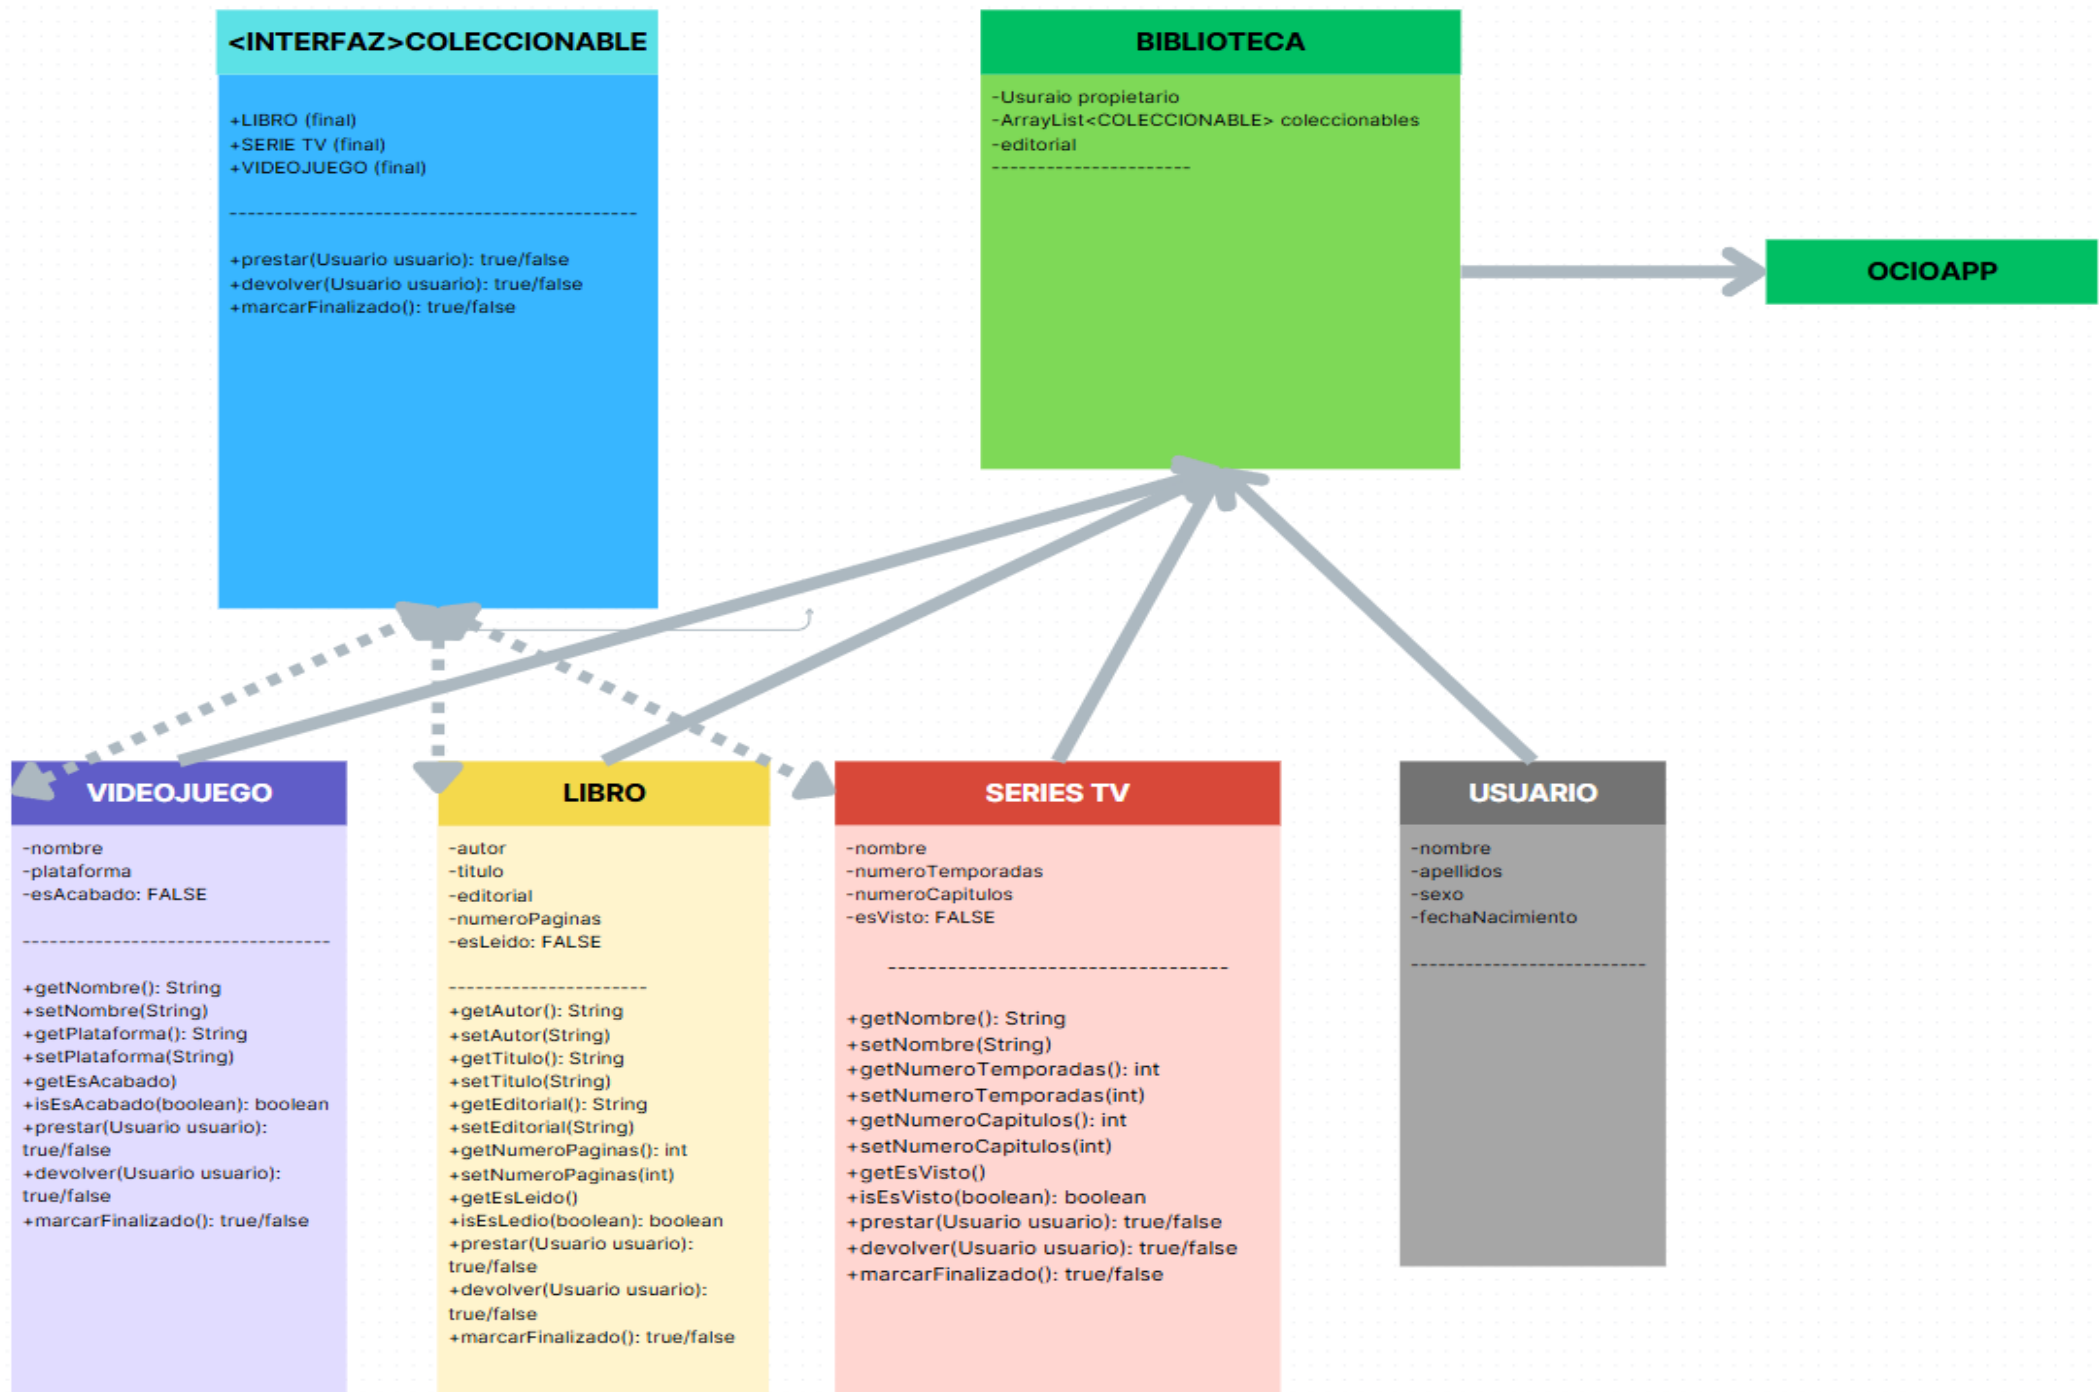 <INTERFAZ>COLECCIONABLE
+LIBRO (final)
+SERIE TV (final)
+VIDEOJUEGO (final)
---------------------------------------------
+prestar(Usuario usuario): true/false
+devolver(Usuario usuario): true/false
+marcarFinalizado(): true/false
BIBLIOTECA
-Usuraio propietario
-ArrayList<COLECCIONABLE> coleccionables
-editorial
----------------------
OCIOAPP
VIDEOJUEGO
-nombre
-plataforma
-esAcabado: FALSE
----------------------------------
+getNombre(): String
+setNombre(String)
+getPlataforma(): String
+setPlataforma(String)
+getEsAcabado)
+isEsAcabado(boolean): boolean
+prestar(Usuario usuario):
true/false
+devolver(Usuario usuario):
true/false
+marcarFinalizado(): true/false
LIBRO
-autor
-titulo
-editorial
-numeroPaginas
-esLeido: FALSE
----------------------
+getAutor(): String
+setAutor(String)
+getTitulo(): String
+setTitulo(String)
+getEditorial(): String
+setEditorial(String)
+getNumeroPaginas(): int
+setNumeroPaginas(int)
+getEsLeido()
+isEsLedio(boolean): boolean
+prestar(Usuario usuario):
true/false
+devolver(Usuario usuario):
true/false
+marcarFinalizado(): true/false
SERIES TV
-nombre
-numeroTemporadas
-numeroCapitulos
-esVisto: FALSE
----------------------------------
+getNombre(): String
+setNombre(String)
+getNumeroTemporadas(): int
+setNumeroTemporadas(int)
+getNumeroCapitulos(): int
+setNumeroCapitulos(int)
+getEsVisto()
+isEsVisto(boolean): boolean
+prestar(Usuario usuario): true/false
+devolver(Usuario usuario): true/false
+marcarFinalizado(): true/false
USUARIO
-nombre
-apellidos
-sexo
-fechaNacimiento
--------------------------